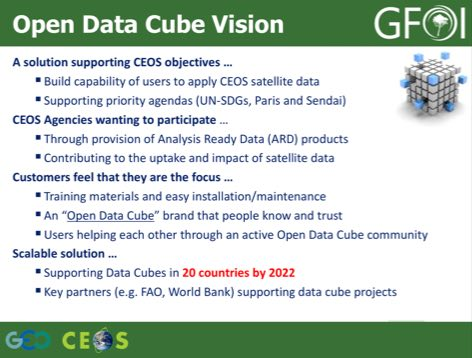 Open Data Cube Vision
GFOI
A solution supporting CEOS objectives ...
▪ Build capability of users to apply CEOS satellite data
▪ Supporting priority agendas (UN-SDGs, Paris and Sendai)
CEOS Agencies wanting to participate ...
▪ Through provision of Analysis Ready Data (ARD) products
▪ Contributing to the uptake and impact of satellite data
Customers feel that they are the focus ...
▪ Training materials and easy installation/maintenance
▪ An “Open Data Cube” brand that people know and trust
▪ Users helping each other through an active Open Data Cube community
Scalable solution ...
▪ Supporting Data Cubes in 20 countries by 2022
▪ Key partners (e.g. FAO, World Bank) supporting data cube projects
GEO CEOS